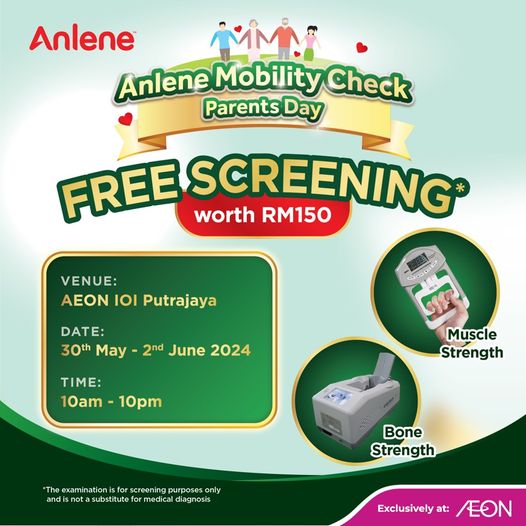 Anlene
Anlene Mobility Check
Parents Day
FREE SCREENING*
worth RM150
VENUE:
AEON IOI Putrajaya
DATE:
30th May - 2nd June 2024
TIME:
10am - 10pm
Muscle
Strength
Bone
Strength
*The examination is for screening purposes only
and is not a substitute for medical diagnosis
Exclusively at: ÆON